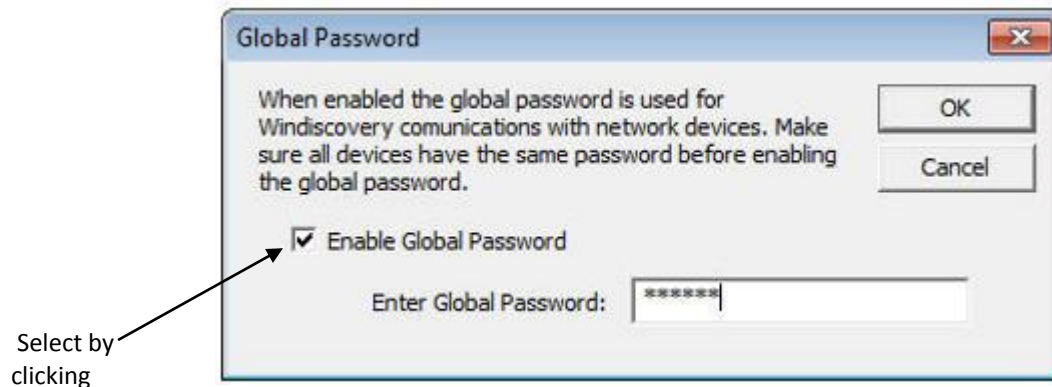 Global Password
When enabled the global password is used for
Windiscovery comunications with network devices. Make
sure all devices have the same password before enabling
the global password.
OK
Cancel
Enable Global Password
Enter Global Password: ******
Select by
clicking